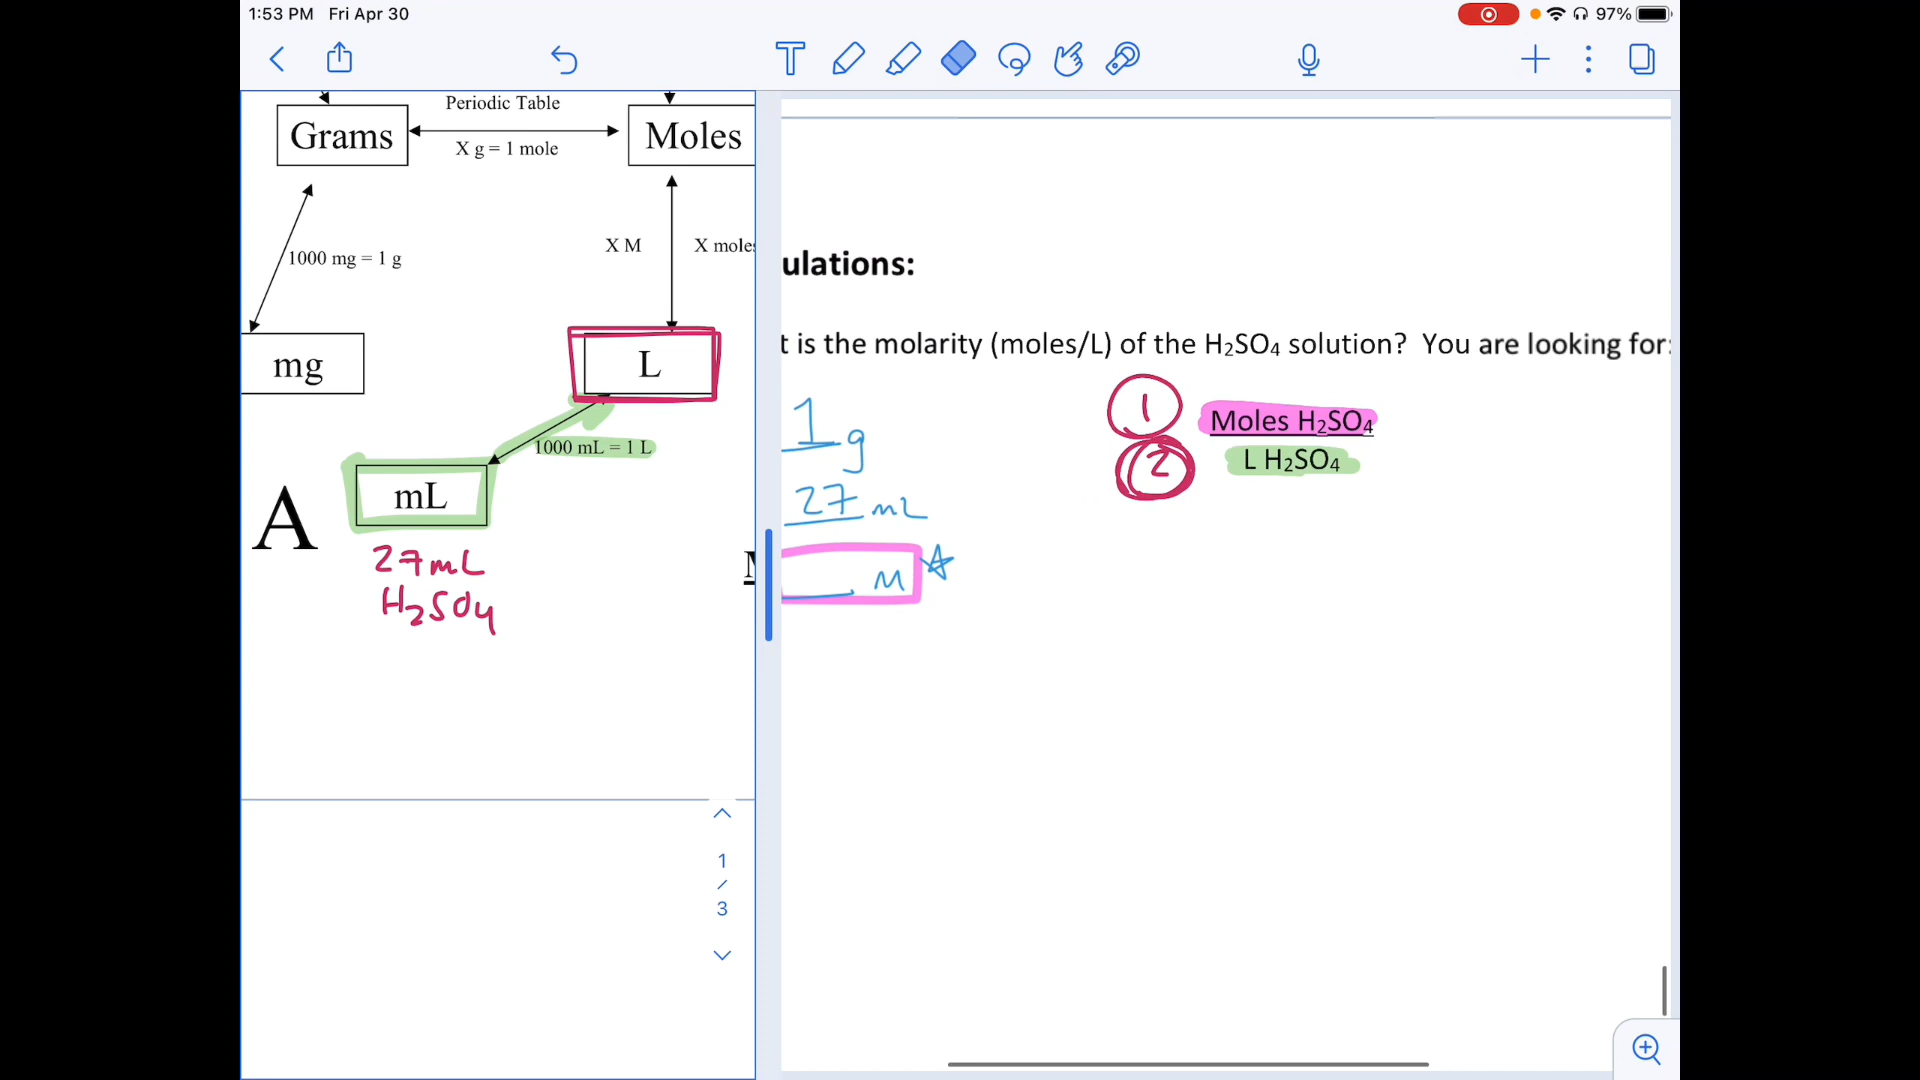 1:53 PM Fri Apr 30
97%
Periodic Table
Grams
Moles
X g = 1 mole
1000 mg = 1 g
X M
X moles
mg
L
1000 mL = 1 L
mL
A
27mL
H₂SO₄
1
/
3
ulations:
t is the molarity (moles/L) of the H₂SO₄ solution? You are looking for:
1 g
27 mL
M
1
Moles H₂SO₄
2
L H₂SO₄